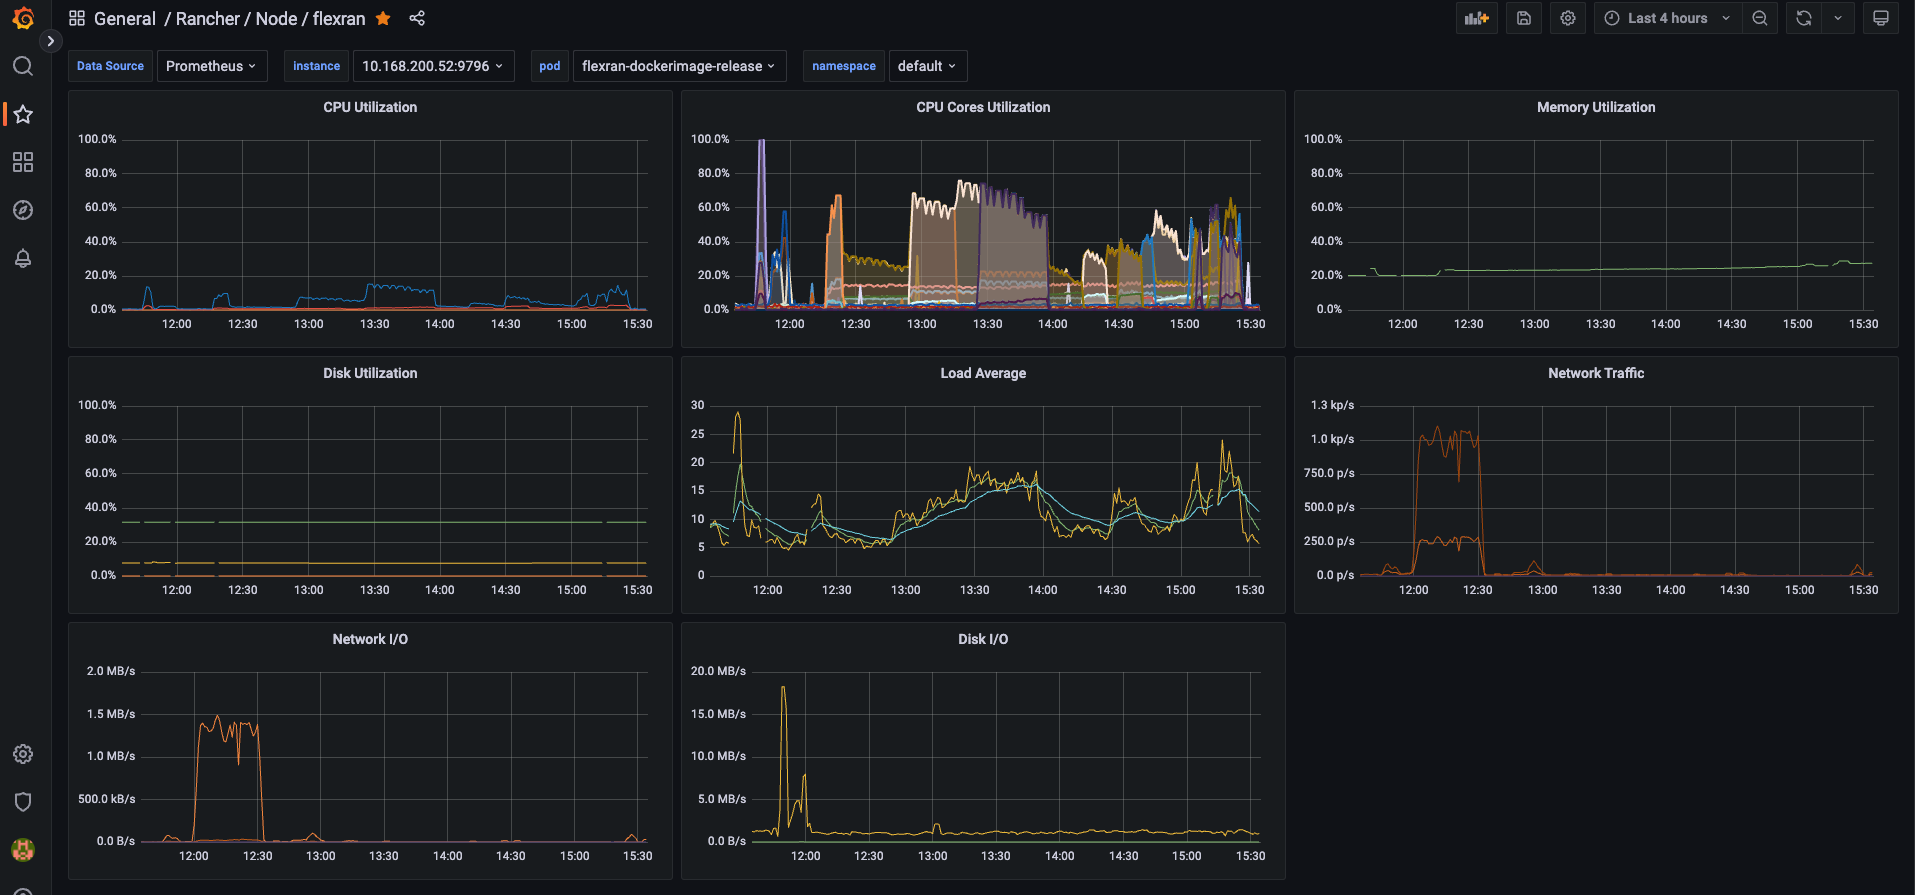 General / Rancher / Node / flexran
Last 4 hours
Data Source Prometheus instance 10.168.200.52:9796 pod flexran-dockerimage-release namespace default
CPU Utilization
100.0%
80.0%
60.0%
40.0%
20.0%
0.0%
12:00 12:30 13:00 13:30 14:00 14:30 15:00 15:30
CPU Cores Utilization
100.0%
80.0%
60.0%
40.0%
20.0%
0.0%
12:00 12:30 13:00 13:30 14:00 14:30 15:00 15:30
Memory Utilization
100.0%
80.0%
60.0%
40.0%
20.0%
0.0%
12:00 12:30 13:00 13:30 14:00 14:30 15:00 15:30
Disk Utilization
100.0%
80.0%
60.0%
40.0%
20.0%
0.0%
12:00 12:30 13:00 13:30 14:00 14:30 15:00 15:30
Load Average
30
25
20
15
10
5
0
12:00 12:30 13:00 13:30 14:00 14:30 15:00 15:30
Network Traffic
1.3 kp/s
1.0 kp/s
750.0 p/s
500.0 p/s
250.0 p/s
0.0 p/s
12:00 12:30 13:00 13:30 14:00 14:30 15:00 15:30
Network I/O
2.0 MB/s
1.5 MB/s
1.0 MB/s
500.0 kB/s
0.0 B/s
12:00 12:30 13:00 13:30 14:00 14:30 15:00 15:30
Disk I/O
20.0 MB/s
15.0 MB/s
10.0 MB/s
5.0 MB/s
0.0 B/s
12:00 12:30 13:00 13:30 14:00 14:30 15:00 15:30